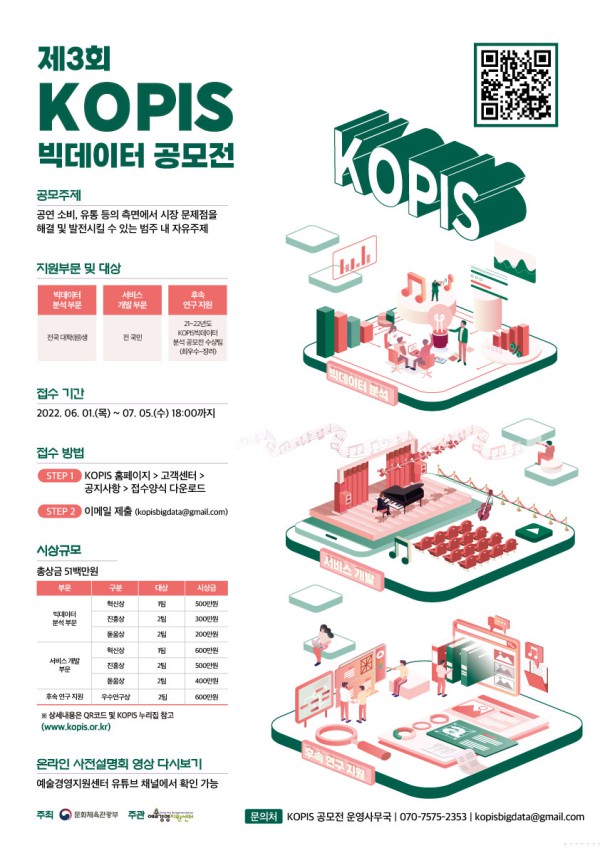 제3회
KOPIS
빅데이터 공모전
공모주제
공연 소비, 유통 등의 측면에서 시장 문제점을
해결 및 발전시킬 수 있는 범주 내 자유주제
지원부문 및 대상
빅데이터
분석 부문
서비스
개발 부문
후속
연구 지원
전국 대학(원)생
전 국민
21~22년도
KOPIS빅데이터
분석 공모전 수상팀
(최우수~장려)
접수 기간
2022. 06. 01.(목) ~ 07. 05.(수) 18:00까지
접수 방법
STEP 1 KOPIS 홈페이지 > 고객센터 >
공지사항 > 접수양식 다운로드
STEP 2 이메일 제출 (kopisbigdata@gmail.com)
시상규모
총상금 51백만원
부문 구분 대상 시상금
빅데이터
분석 부문
혁신상 1팀 500만원
진흥상 2팀 300만원
돋움상 2팀 200만원
서비스 개발
부문
혁신상 1팀 600만원
진흥상 2팀 500만원
돋움상 2팀 400만원
후속 연구 지원 우수연구상 2팀 600만원
※ 상세내용은 QR코드 및 KOPIS 누리집 참고
(www.kopis.or.kr)
온라인 사전설명회 영상 다시보기
예술경영지원센터 유튜브 채널에서 확인 가능
주최 문화체육관광부 주관 예술경영지원센터
KOPIS
빅데이터 분석
서비스 개발
후속 연구 지원
문의처 KOPIS 공모전 운영사무국 | 070-7575-2353 | kopisbigdata@gmail.com